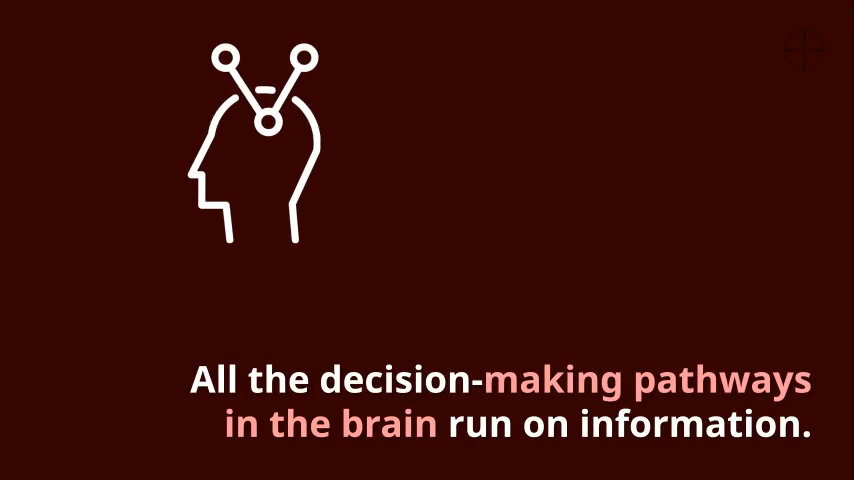 All the decision-making pathways
in the brain run on information.